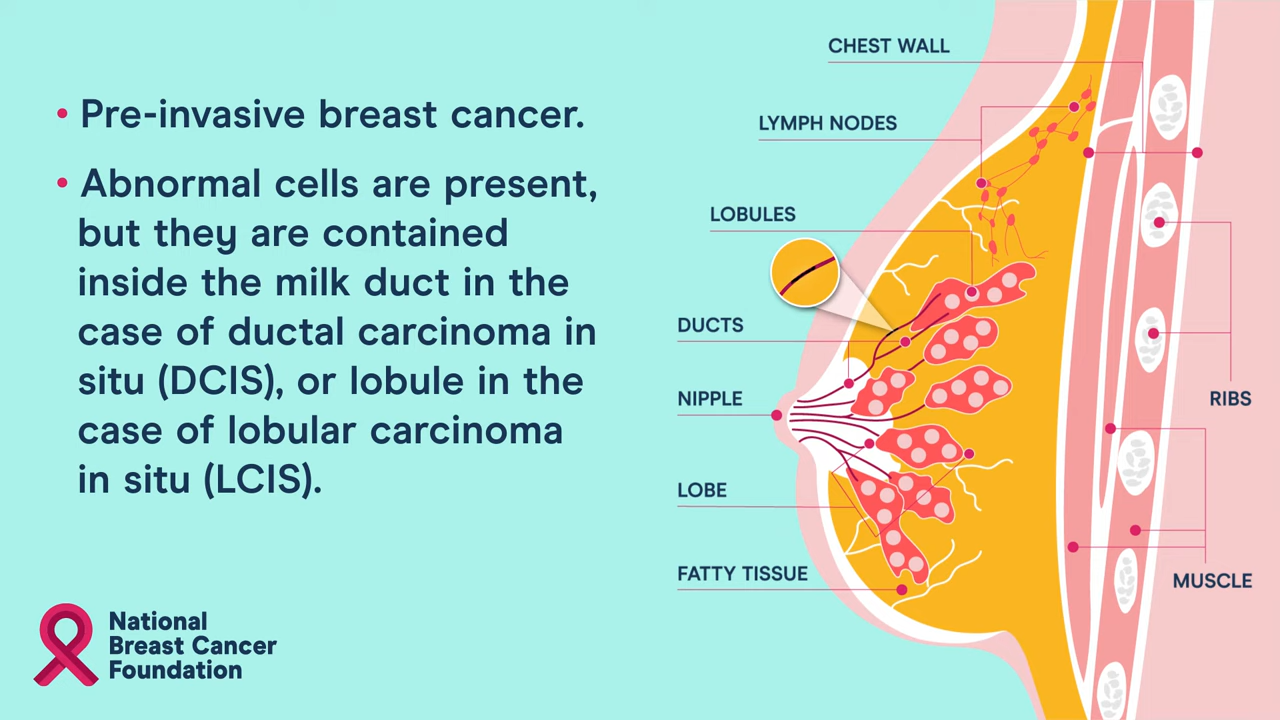 • Pre-invasive breast cancer.
• Abnormal cells are present,
but they are contained
inside the milk duct in the
case of ductal carcinoma in
situ (DCIS), or lobule in the
case of lobular carcinoma
in situ (LCIS).
National
Breast Cancer
Foundation
CHEST WALL
LYMPH NODES
LOBULES
DUCTS
NIPPLE
LOBE
FATTY TISSUE
RIBS
MUSCLE